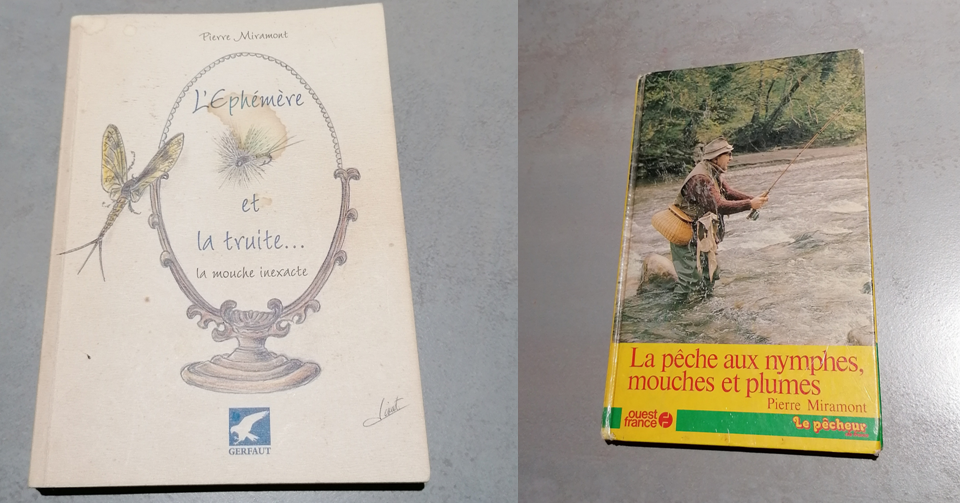 Pierre Miramont
L'Ephémère
et
la truite...
la mouche inexacte
GERFAUT
La pêche aux nymphes,
mouches et plumes
Pierre Miramont
ouest
france
Le pêcheur